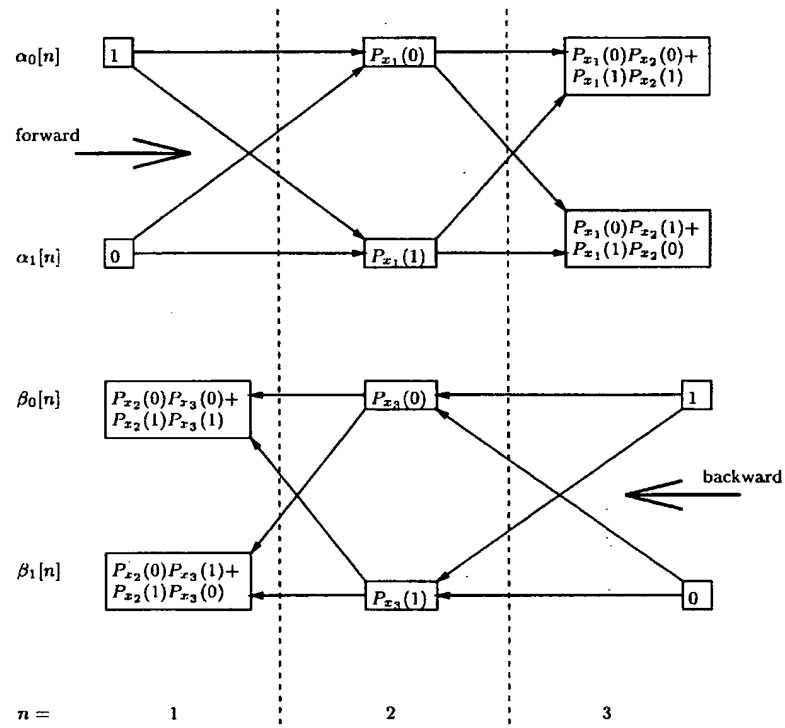 α₀[n] 1 Pₓ₁(0) Pₓ₁(0)Pₓ₂(0)+
Pₓ₁(1)Pₓ₂(1)
forward
α₁[n] 0 Pₓ₁(1) Pₓ₁(0)Pₓ₂(1)+
Pₓ₁(1)Pₓ₂(0)
β₀[n] Pₓ₂(0)Pₓ₃(0)+ Pₓ₃(0) 1
Pₓ₂(1)Pₓ₃(1)
backward
β₁[n] Pₓ₂(0)Pₓ₃(1)+ Pₓ₃(1) 0
Pₓ₂(1)Pₓ₃(0)
n = 1 2 3